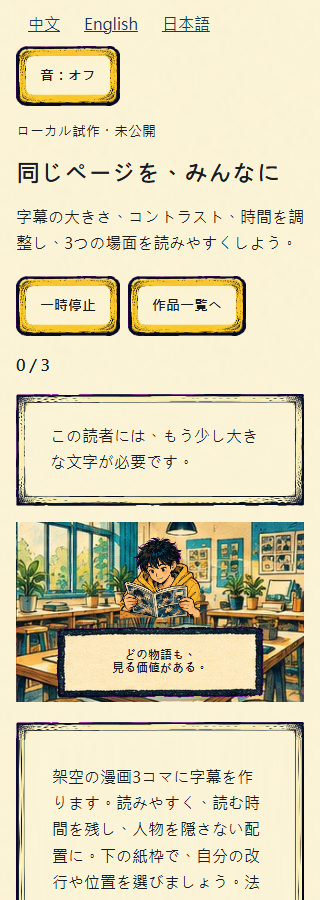 中文 English 日本語
音：オフ
ローカル試作・未公開
同じページを、みんなに
字幕の大きさ、コントラスト、時間を調
整し、3つの場面を読みやすくしよう。
一時停止 作品一覧へ
0 / 3
この読者には、もう少し大き
な文字が必要です。
どの物語も、
見る価値がある。
架空の漫画3コマに字幕を作
ります。読みやすく、読む時
間を残し、人物を隠さない配
置に。下の紙枠で、自分の改
行や位置を選びましょう。法